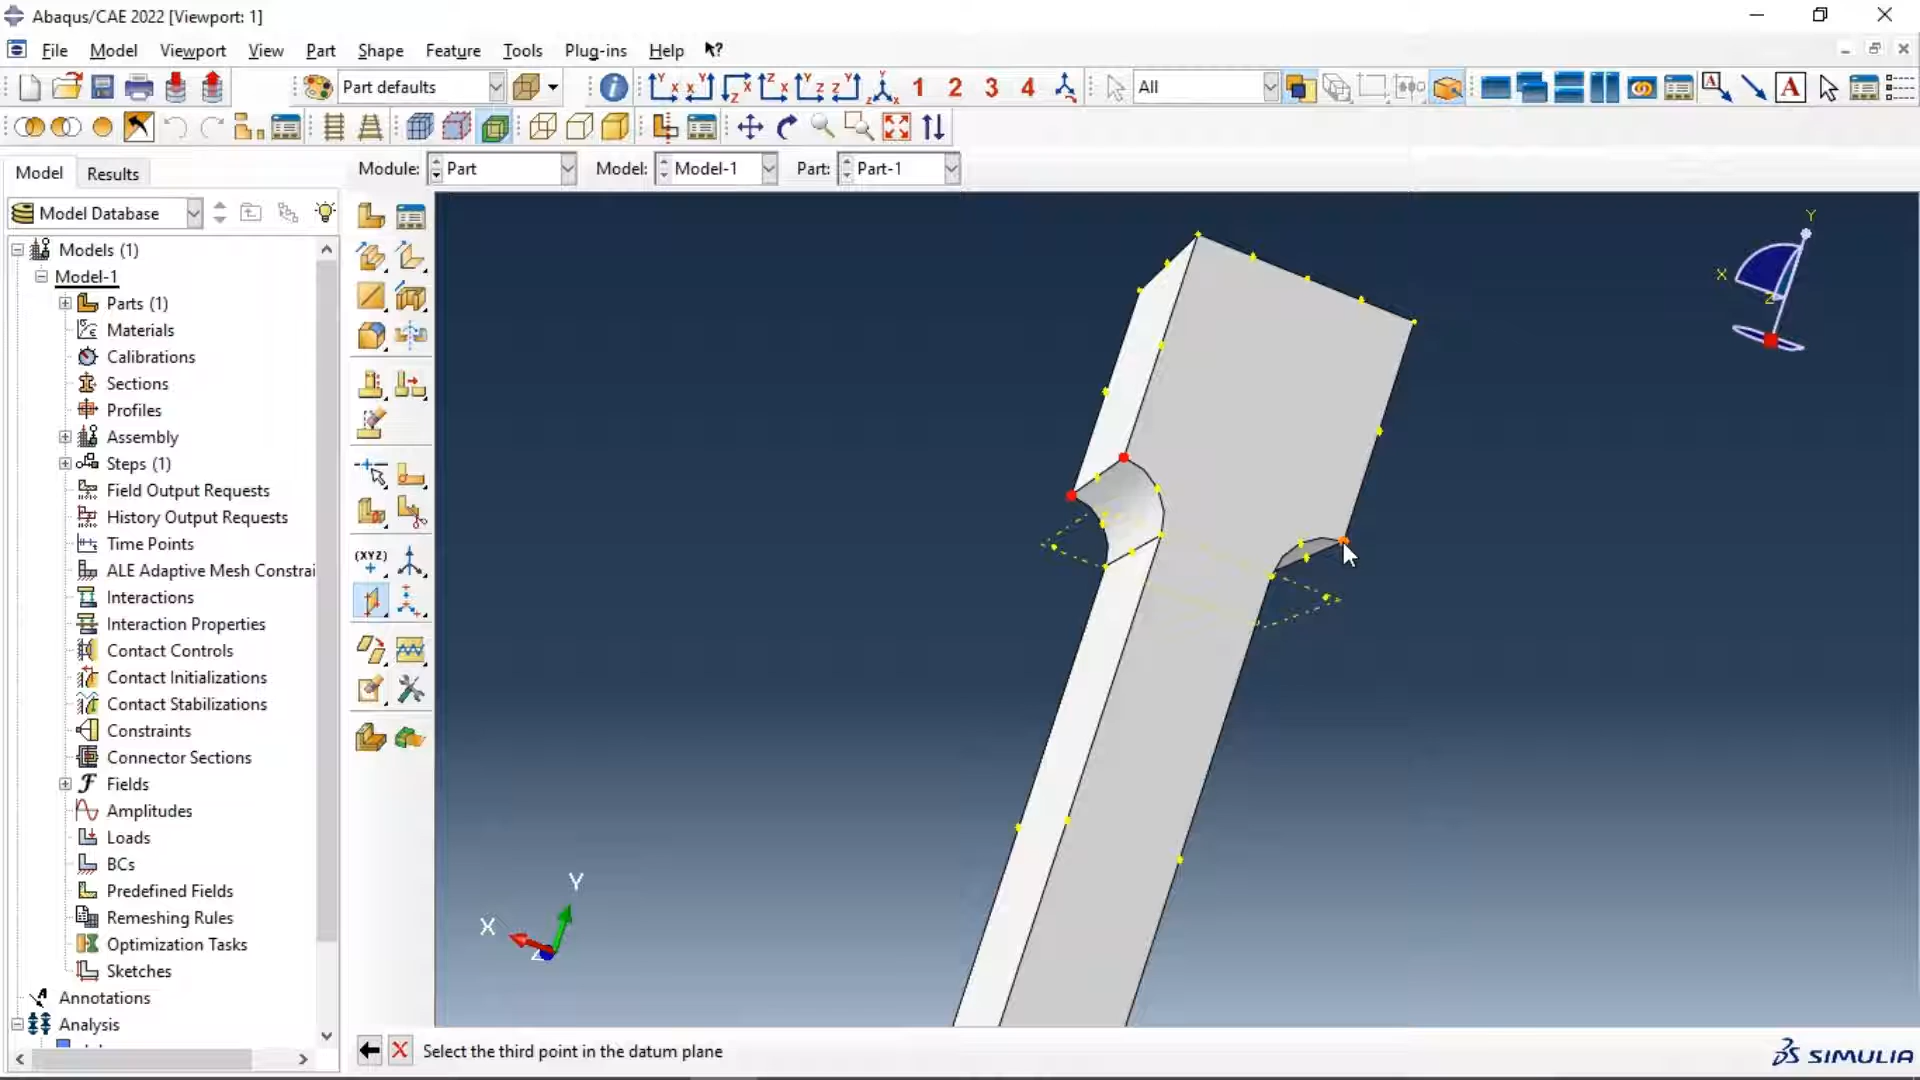 Abaqus/CAE 2022 [Viewport: 1]
File Model Viewport View Part Shape Feature Tools Plug-ins Help
Part defaults
1 2 3 4
All
A
Model Results
Module: Part Model: Model-1 Part: Part-1
Model Database
Models (1)
Model-1
Parts (1)
Materials
Calibrations
Sections
Profiles
Assembly
Steps (1)
Field Output Requests
History Output Requests
Time Points
ALE Adaptive Mesh Constrai
Interactions
Interaction Properties
Contact Controls
Contact Initializations
Contact Stabilizations
Constraints
Connector Sections
Fields
Amplitudes
Loads
BCs
Predefined Fields
Remeshing Rules
Optimization Tasks
Sketches
Annotations
Analysis
(XYZ)
Y
X
Z
Y
X
Z
Select the third point in the datum plane
SIMULIA